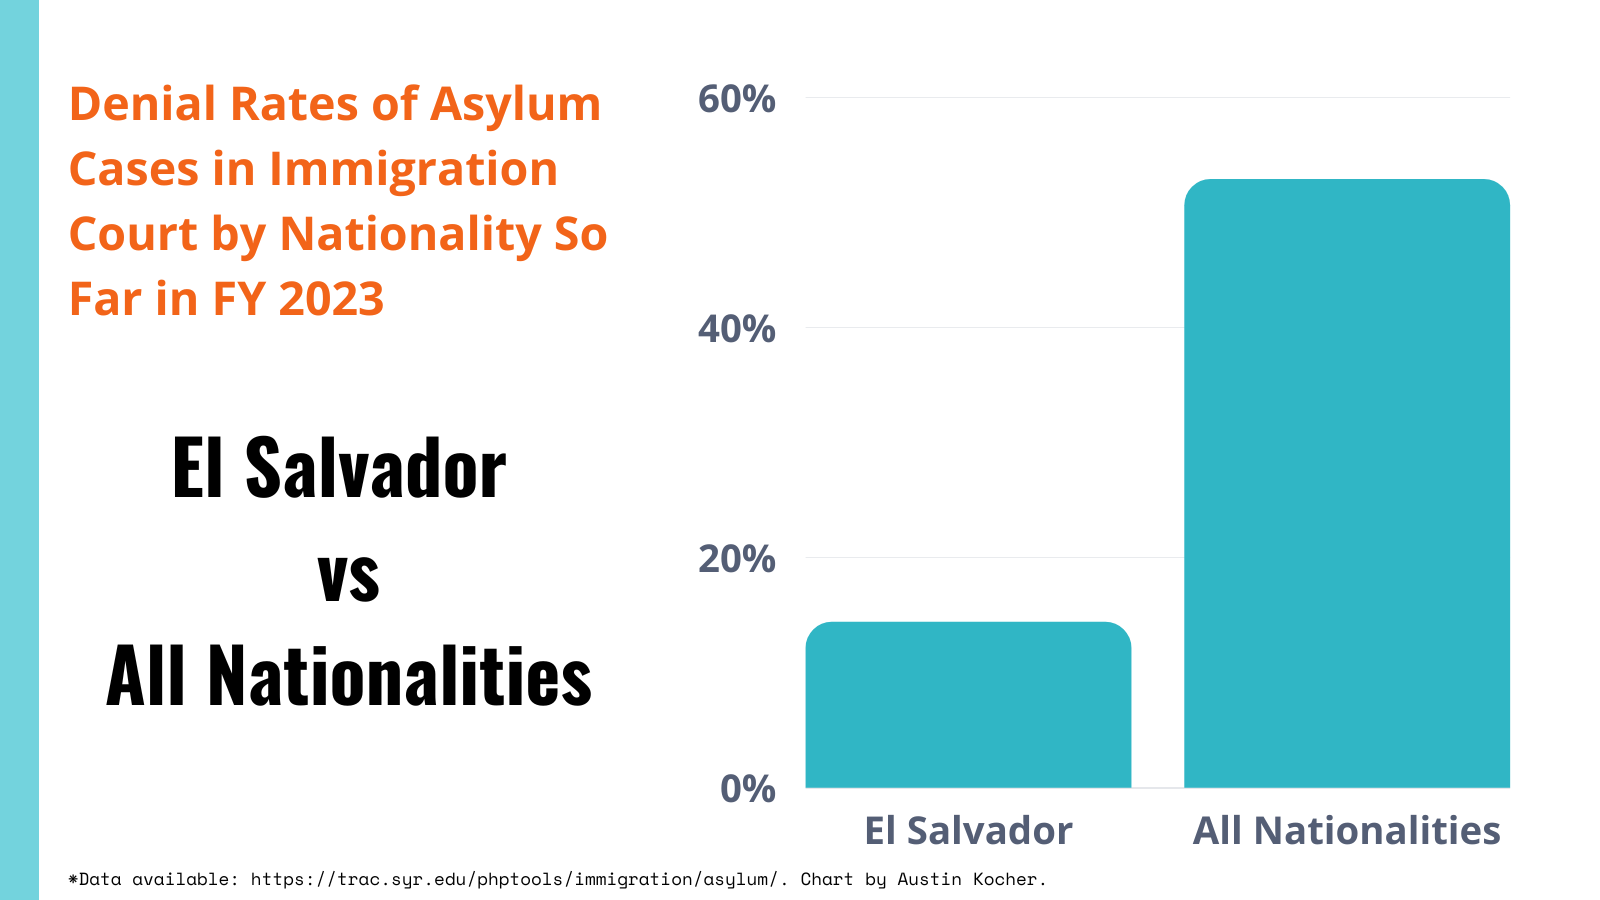 Denial Rates of Asylum
Cases in Immigration
Court by Nationality So
Far in FY 2023
El Salvador
vs
All Nationalities
60%
40%
20%
0%
El Salvador
All Nationalities
*Data available: https://trac.syr.edu/phptools/immigration/asylum/. Chart by Austin Kocher.